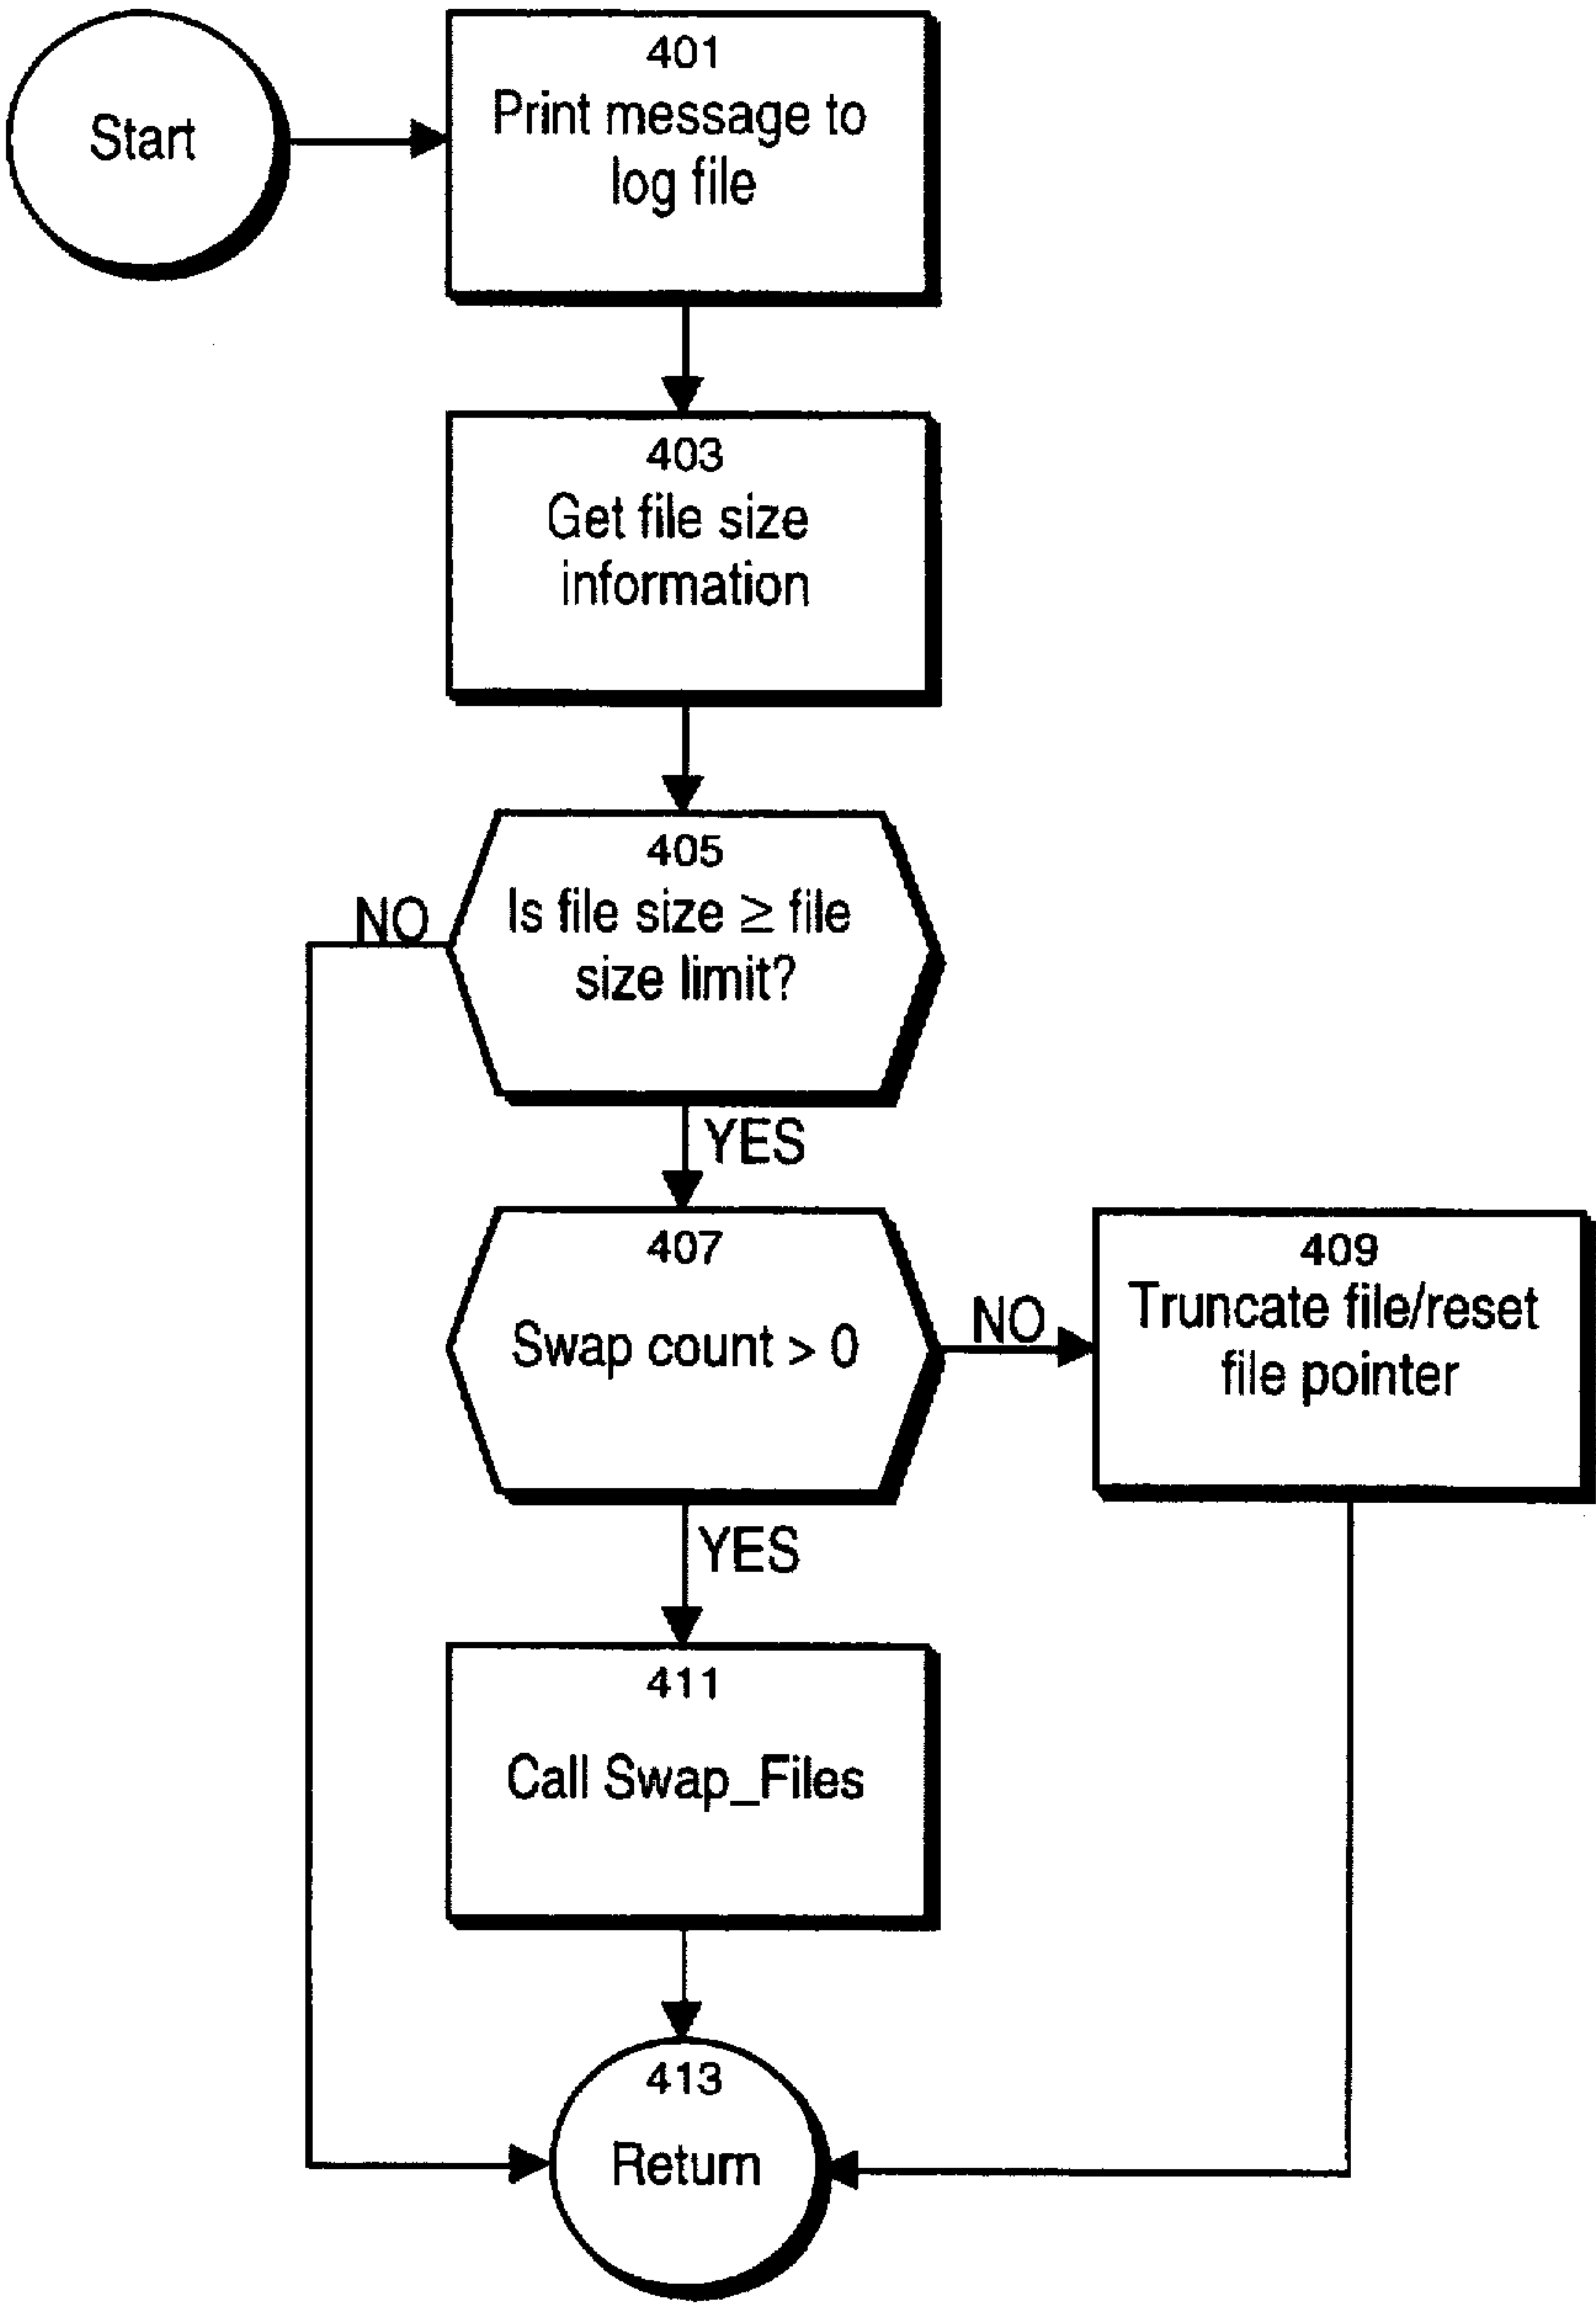 Start
401
Print message to
log file
403
Get file size
information
405
Is file size ≥ file
size limit?
NO
YES
407
Swap count > 0
NO
409
Truncate file/reset
file pointer
YES
411
Call Swap_Files
413
Return